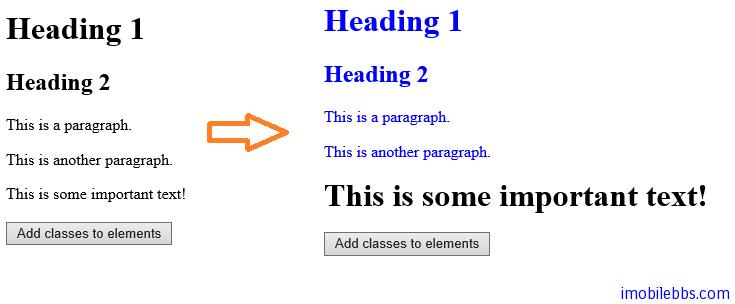 Heading 1
Heading 2
This is a paragraph.
This is another paragraph.
This is some important text!
Add classes to elements
Heading 1
Heading 2
This is a paragraph.
This is another paragraph.
This is some important text!
Add classes to elements
imobilebbs.com